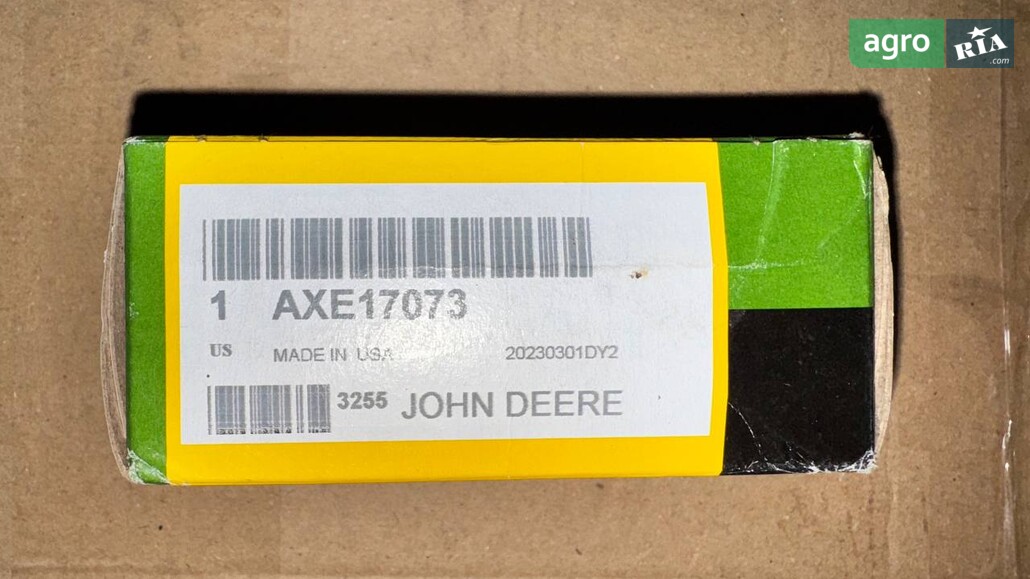 agro RIA
.com
1 AXE17073
US MADE IN USA 20230301DY2
3255 JOHN DEERE